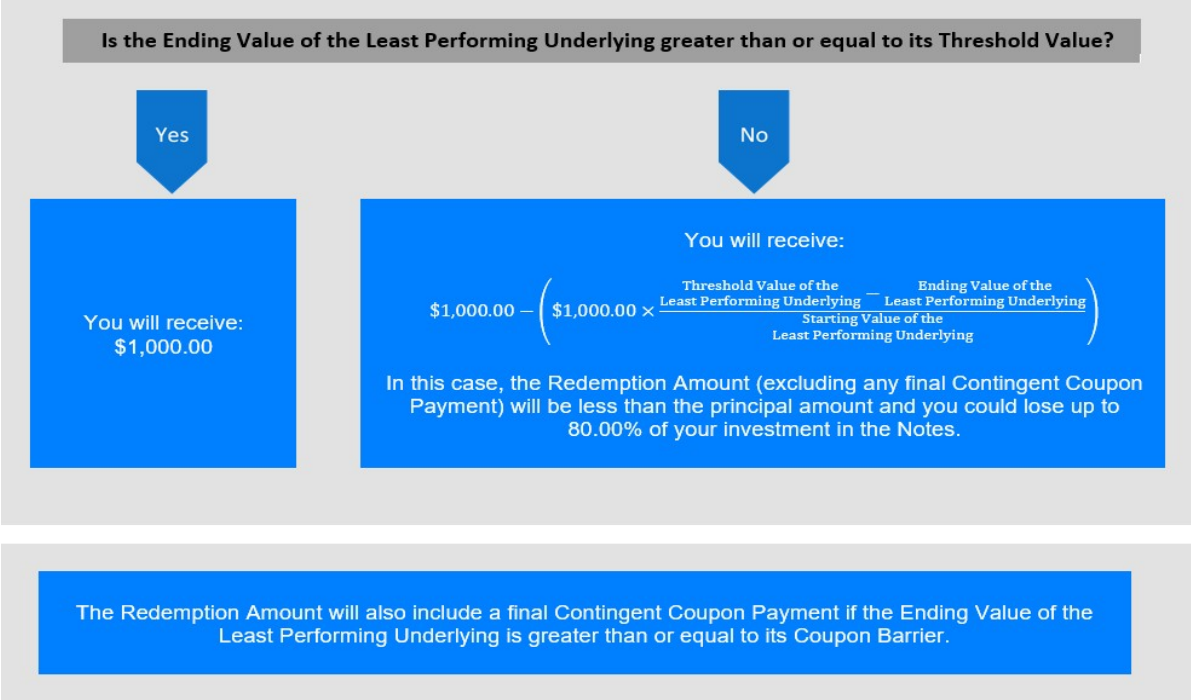 Is the Ending Value of the Least Performing Underlying greater than or equal to its Threshold Value?
Yes
No
You will receive:
$1,000.00
You will receive:
$1,000.00 − ($1,000.00 × (Threshold Value of the Least Performing Underlying − Ending Value of the Least Performing Underlying) / Starting Value of the Least Performing Underlying)
In this case, the Redemption Amount (excluding any final Contingent Coupon
Payment) will be less than the principal amount and you could lose up to
80.00% of your investment in the Notes.
The Redemption Amount will also include a final Contingent Coupon Payment if the Ending Value of the
Least Performing Underlying is greater than or equal to its Coupon Barrier.